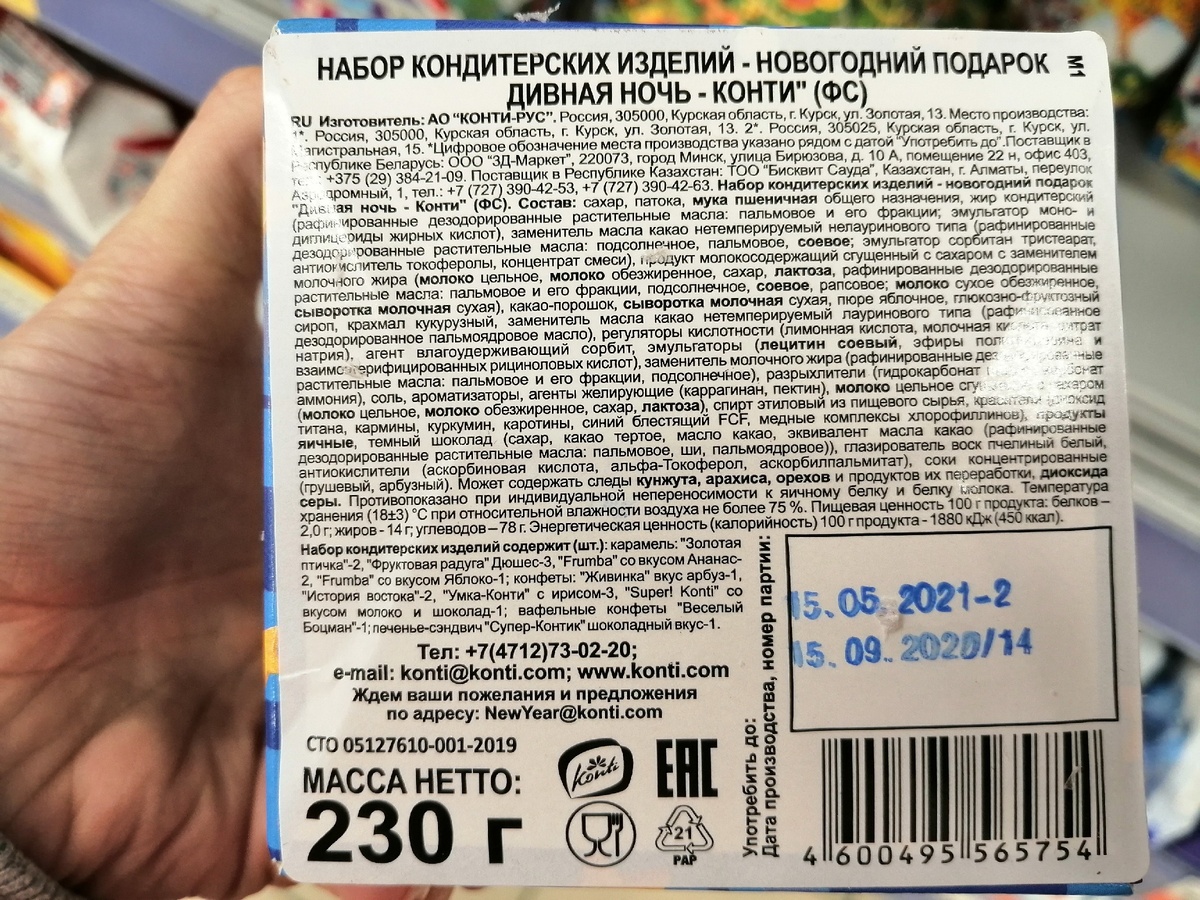 НАБОР КОНДИТЕРСКИХ ИЗДЕЛИЙ - НОВОГОДНИЙ ПОДАРОК
ДИВНАЯ НОЧЬ - КОНТИ" (ФС)
М1
RU Изготовитель: АО "КОНТИ-РУС". Россия, 305000, Курская область, г. Курск, ул. Золотая, 13. Место производства:
1*. Россия, 305000, Курская область, г. Курск, ул. Золотая, 13. 2*. Россия, 305025, Курская область, г. Курск, ул.
Магистральная, 15. *Цифровое обозначение места производства указано рядом с датой "Употребить до".Поставщик в
Республике Беларусь: ООО "ЗД-Маркет", 220073, город Минск, улица Бирюзова, д. 10 А, помещение 22 н, офис 403,
тел.: +375 (29) 384-21-09. Поставщик в Республике Казахстан: ТОО "Бисквит Сауда", Казахстан, г. Алматы, переулок
Аэродромный, 1, тел.: +7 (727) 390-42-53, +7 (727) 390-42-63. Набор кондитерских изделий - новогодний подарок
"Дивная ночь - Конти" (ФС). Состав: сахар, патока, мука пшеничная общего назначения, жир кондитерский
(рафинированные дезодорированные растительные масла: пальмовое и его фракции; эмульгатор моно- и
диглицериды жирных кислот), заменитель масла какао нетемперируемый нелауринового типа (рафинированные
дезодорированные растительные масла: подсолнечное, пальмовое, соевое; эмульгатор сорбитан тристеарат,
антиокислитель токоферолы, концентрат смеси), продукт молокосодержащий сгущенный с сахаром с заменителем
молочного жира (молоко цельное, молоко обезжиренное, сахар, лактоза, рафинированные дезодорированные
растительные масла: пальмовое и его фракции, подсолнечное, соевое, рапсовое; молоко сухое обезжиренное,
сыворотка молочная сухая), какао-порошок, сыворотка молочная сухая, пюре яблочное, глюкозно-фруктозный
сироп, крахмал кукурузный, заменитель масла какао нетемперируемый лауринового типа (рафинированное
дезодорированное пальмоядровое масло), регуляторы кислотности (лимонная кислота, молочная кислота, цитрат
натрия), агент влагоудерживающий сорбит, эмульгаторы (лецитин соевый, эфиры полиглицерина и
взаимоэтерифицированных рициноловых кислот), заменитель молочного жира (рафинированные дезодорированные
растительные масла: пальмовое и его фракции, подсолнечное), разрыхлители (гидрокарбонат карбонат
аммония), соль, ароматизаторы, агенты желирующие (каррагинан, пектин), молоко цельное сгущенное с сахаром
(молоко цельное, молоко обезжиренное, сахар, лактоза), спирт этиловый из пищевого сырья, красители (диоксид
титана, кармины, куркумин, каротины, синий блестящий FCF, медные комплексы хлорофиллинов), продукты
яичные, темный шоколад (сахар, какао тертое, масло какао, эквивалент масла какао (рафинированные
дезодорированные растительные масла: пальмовое, ши, пальмоядровое)), глазирователь воск пчелиный белый,
антиокислители (аскорбиновая кислота, альфа-Токоферол, аскорбилпальмитат), соки концентрированные
(грушевый, арбузный). Может содержать следы кунжута, арахиса, орехов и продуктов их переработки, диоксида
серы. Противопоказано при индивидуальной непереносимости к яичному белку и белку молока. Температура
хранения (18±3) °С при относительной влажности воздуха не более 75 %. Пищевая ценность 100 г продукта: белков –
2,0 г; жиров - 14 г; углеводов – 78 г. Энергетическая ценность (калорийность) 100 г продукта - 1880 кДж (450 ккал).
Набор кондитерских изделий содержит (шт.): карамель: "Золотая
птичка"-2, "Фруктовая радуга" Дюшес-3, "Frumba" со вкусом Ананас-
2, "Frumba" со вкусом Яблоко-1; конфеты: "Живинка" вкус арбуз-1,
"История востока"-2, "Умка-Конти" с ирисом-3, "Super! Konti" со
вкусом молоко и шоколад-1; вафельные конфеты "Веселый
Боцман"-1; печенье-сэндвич "Супер-Контик" шоколадный вкус-1.
Тел: +7(4712)73-02-20;
e-mail: konti@konti.com; www.konti.com
Ждем ваши пожелания и предложения
по адресу: NewYear@konti.com
СТО 05127610-001-2019
МАССА НЕТТО:
230 г
Konti
EAC
21
PAP
Употребить до:
Дата производства, номер партии:
15.05.2021-2
15.09.2020/14
4 600495 565754